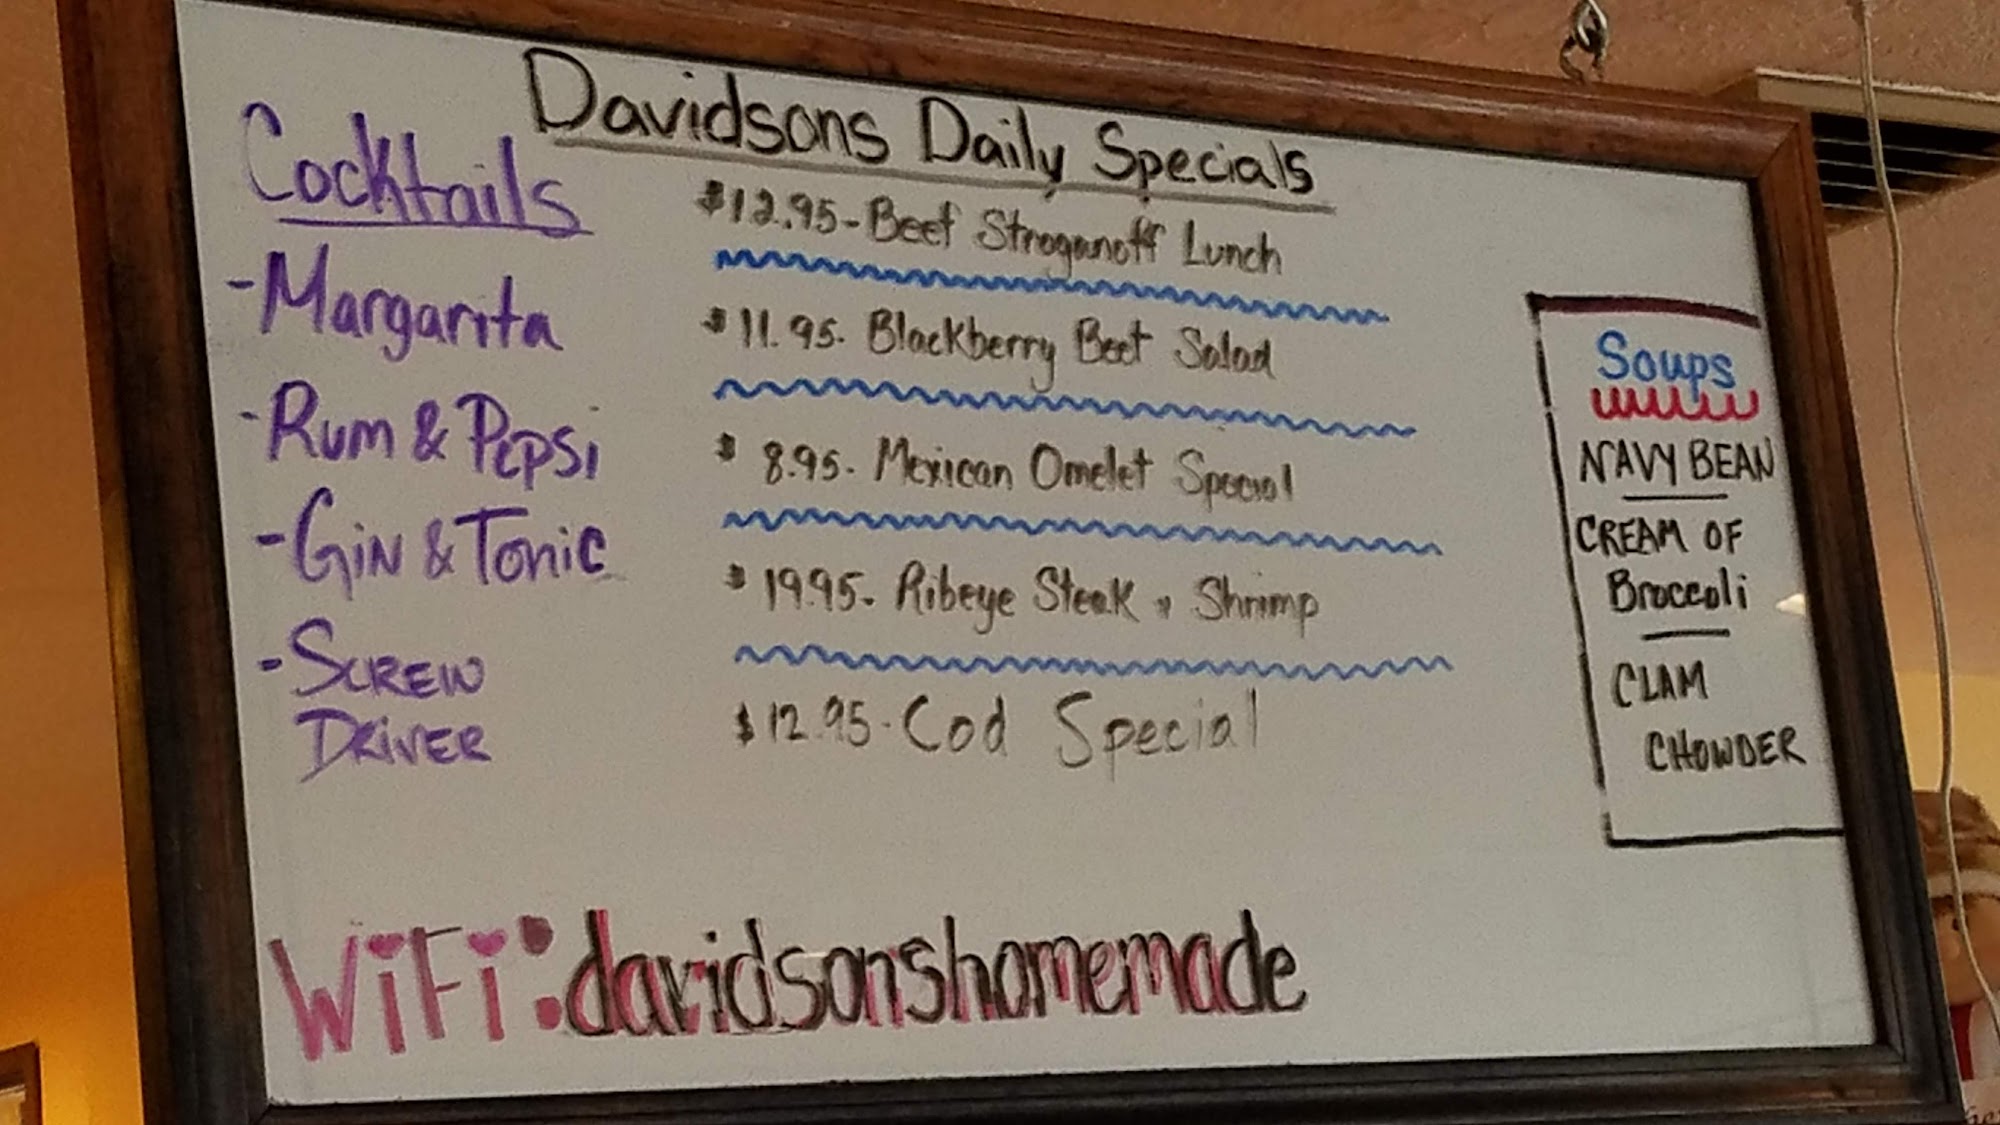 Davidsons Daily Specials
Cocktails
- Margarita
- Rum & Pepsi
- Gin & Tonic
- SCREW
DRIVER
$12.95 - Beef Stroganoff Lunch
$11.95. Blackberry Beet Salad
$8.95. Mexican Omelet Special
$19.95. Ribeye Steak & Shrimp
$12.95 - Cod Special
Soups
NAVY BEAN
CREAM OF
Broccoli
CLAM
CHOWDER
WiFi: davidsonshomemade